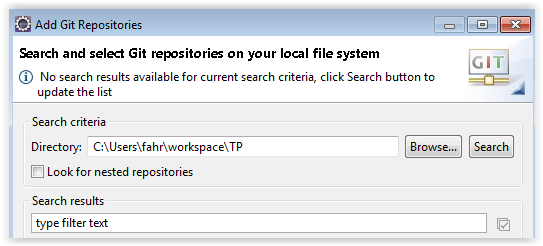 Add Git Repositories
Search and select Git repositories on your local file system
No search results available for current search criteria, click Search button to
update the list
GIT
Search criteria
Directory: C:\Users\fahr\workspace\TP Browse... Search
Look for nested repositories
Search results
type filter text